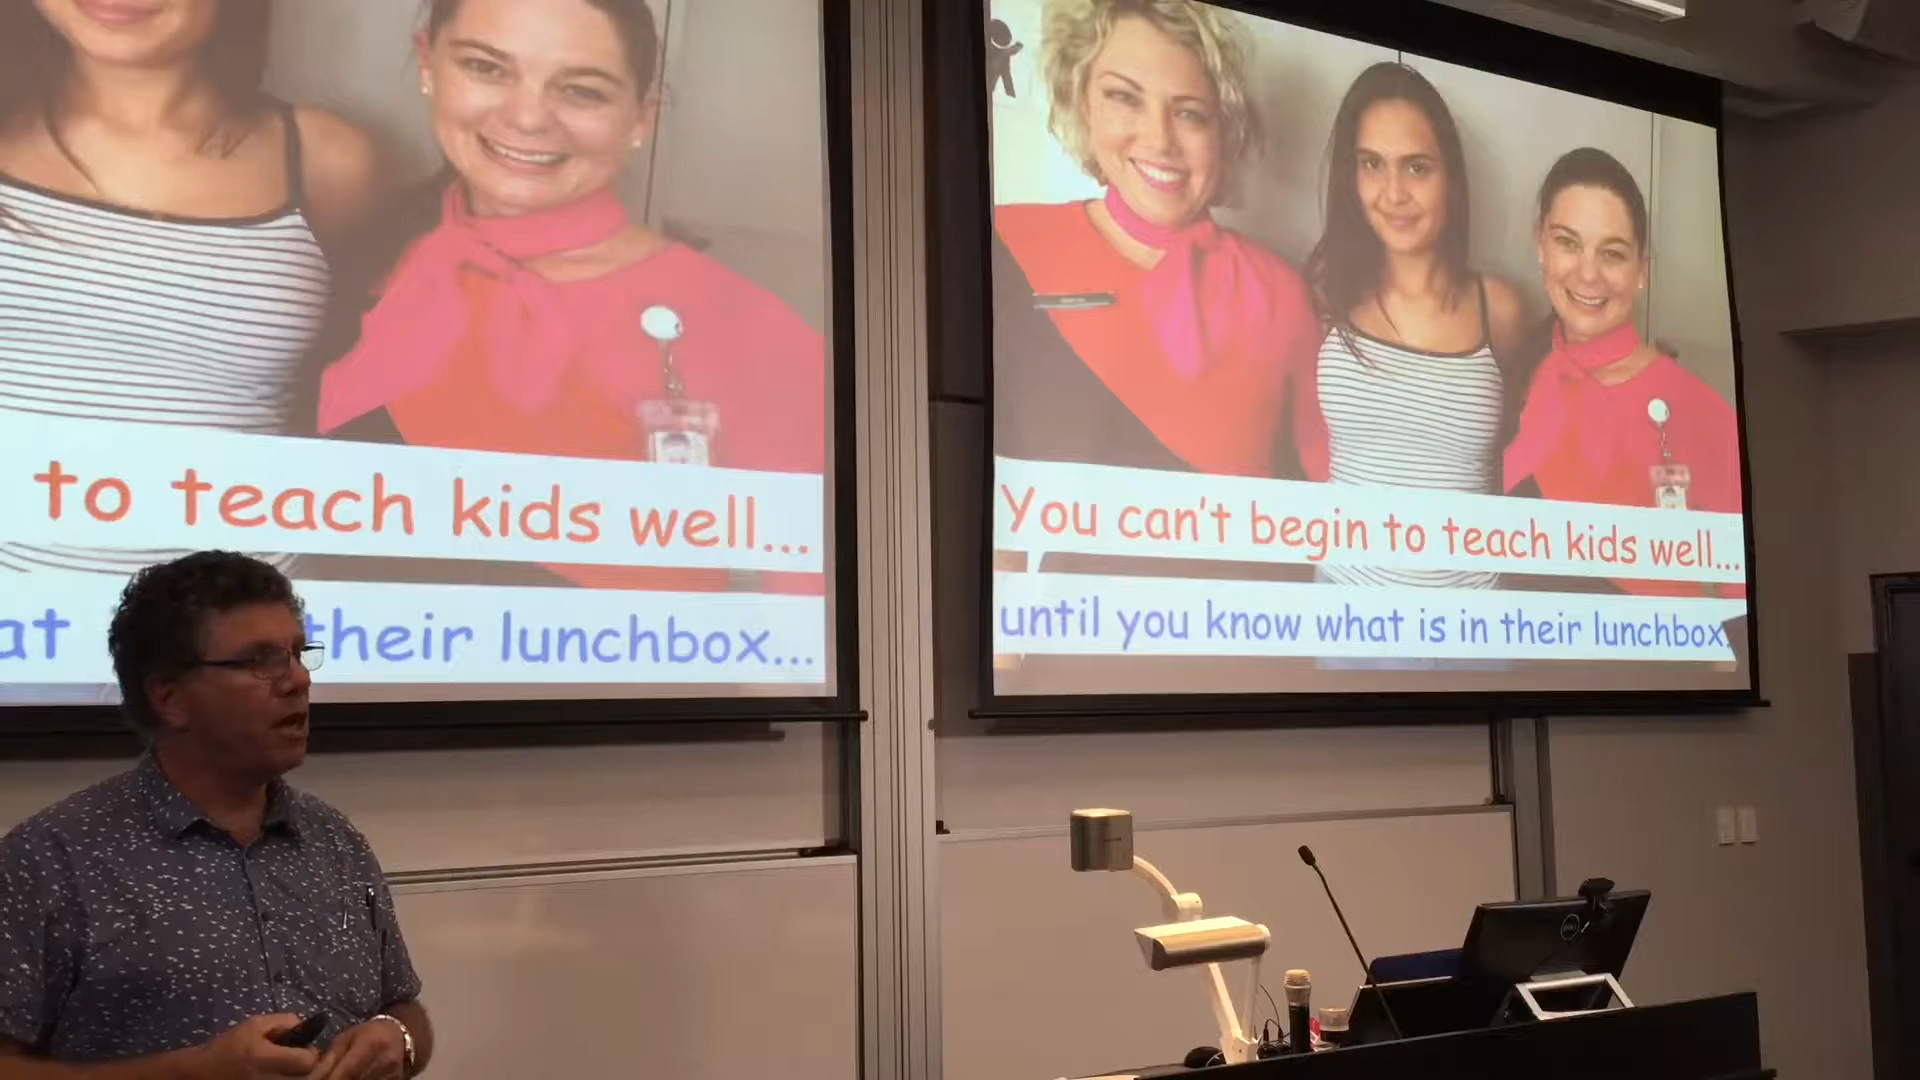 to teach kids well...
at their lunchbox...
You can't begin to teach kids well...
until you know what is in their lunchbox.
DELL